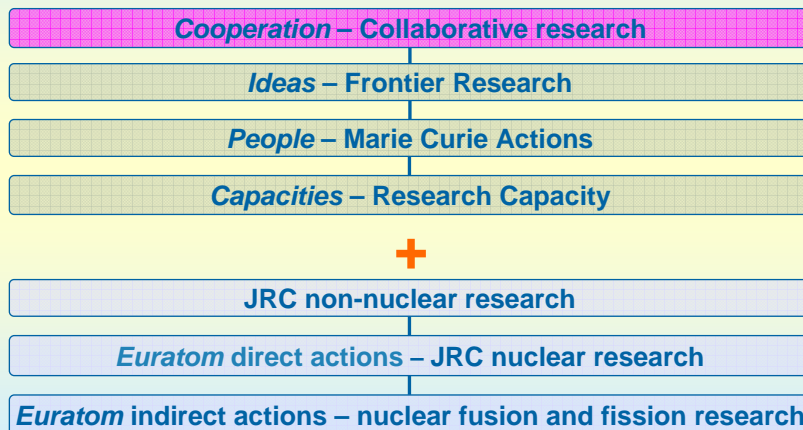 Cooperation – Collaborative research
Ideas – Frontier Research
People – Marie Curie Actions
Capacities – Research Capacity
+
JRC non-nuclear research
Euratom direct actions – JRC nuclear research
Euratom indirect actions – nuclear fusion and fission research